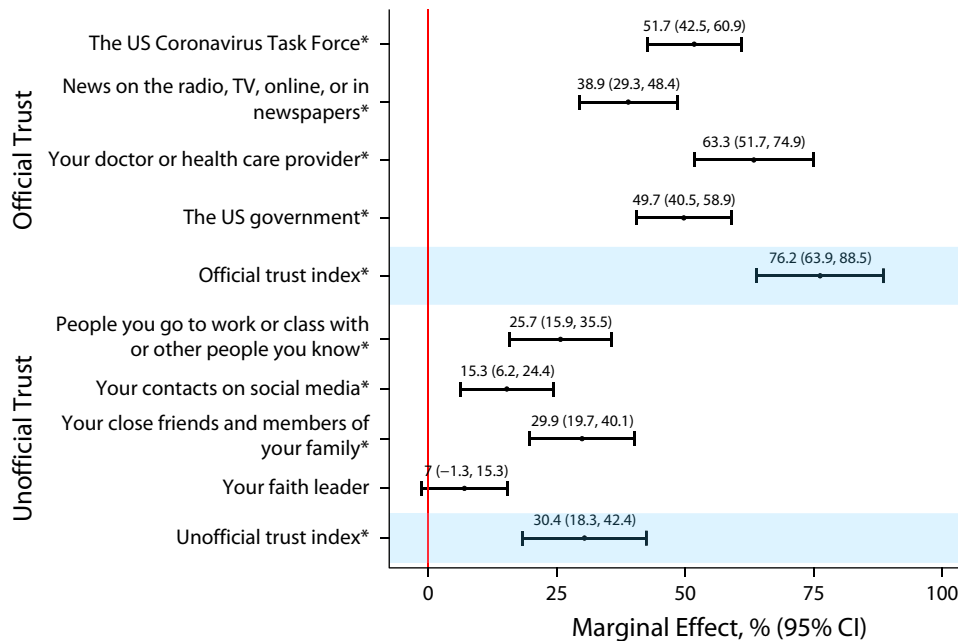 Official Trust
51.7 (42.5, 60.9)
The US Coronavirus Task Force*
38.9 (29.3, 48.4)
News on the radio, TV, online, or in
newspapers*
63.3 (51.7, 74.9)
Your doctor or health care provider*
49.7 (40.5, 58.9)
The US government*
76.2 (63.9, 88.5)
Official trust index*
Unofficial Trust
25.7 (15.9, 35.5)
People you go to work or class with
or other people you know*
15.3 (6.2, 24.4)
Your contacts on social media*
29.9 (19.7, 40.1)
Your close friends and members of
your family*
7 (−1.3, 15.3)
Your faith leader
30.4 (18.3, 42.4)
Unofficial trust index*
0 25 50 75 100
Marginal Effect, % (95% CI)